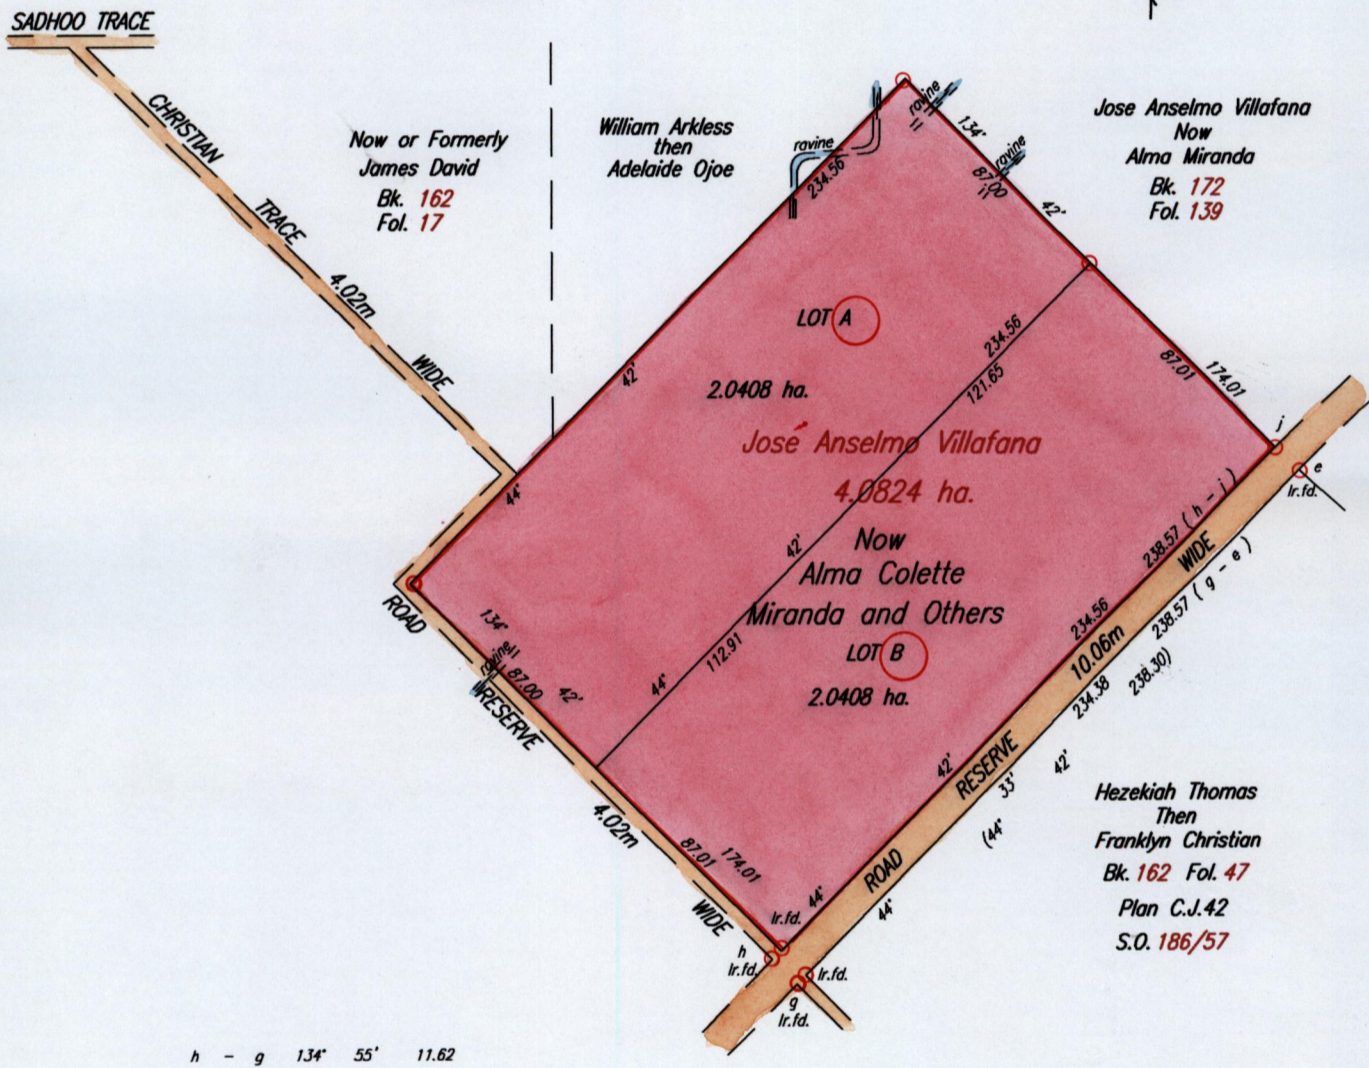 SADHOO TRACE
CHRISTIAN TRACE 4.02m WIDE
Now or Formerly
James David
Bk. 162
Fol. 17
William Arkless
then
Adelaide Ojoe
ravine
234.56
ravine
134°
ravine
87.00
42'
Jose Anselmo Villafana
Now
Alma Miranda
Bk. 172
Fol. 139
LOT A
2.0408 ha.
42'
44°
234.56
121.65
42'
112.91
44°
87.01
174.01
j
e
Ir.fd.
José Anselmo Villafana
4.0824 ha.
Now
Alma Colette
Miranda and Others
LOT B
2.0408 ha.
238.57 ( h - j )
WIDE
238.57 ( g - e )
234.56
10.06m
234.38
238.30)
42'
RESERVE
33'
42'
(44°
44°
ROAD
44°
ROAD
134°
ravine
87.00
42'
RESERVE
4.02m
87.01
174.01
WIDE
Ir.fd.
h
Ir.fd.
Ir.fd.
g
Ir.fd.
Hezekiah Thomas
Then
Franklyn Christian
Bk. 162 Fol. 47
Plan C.J.42
S.O. 186/57
h - g 134° 55' 11.62